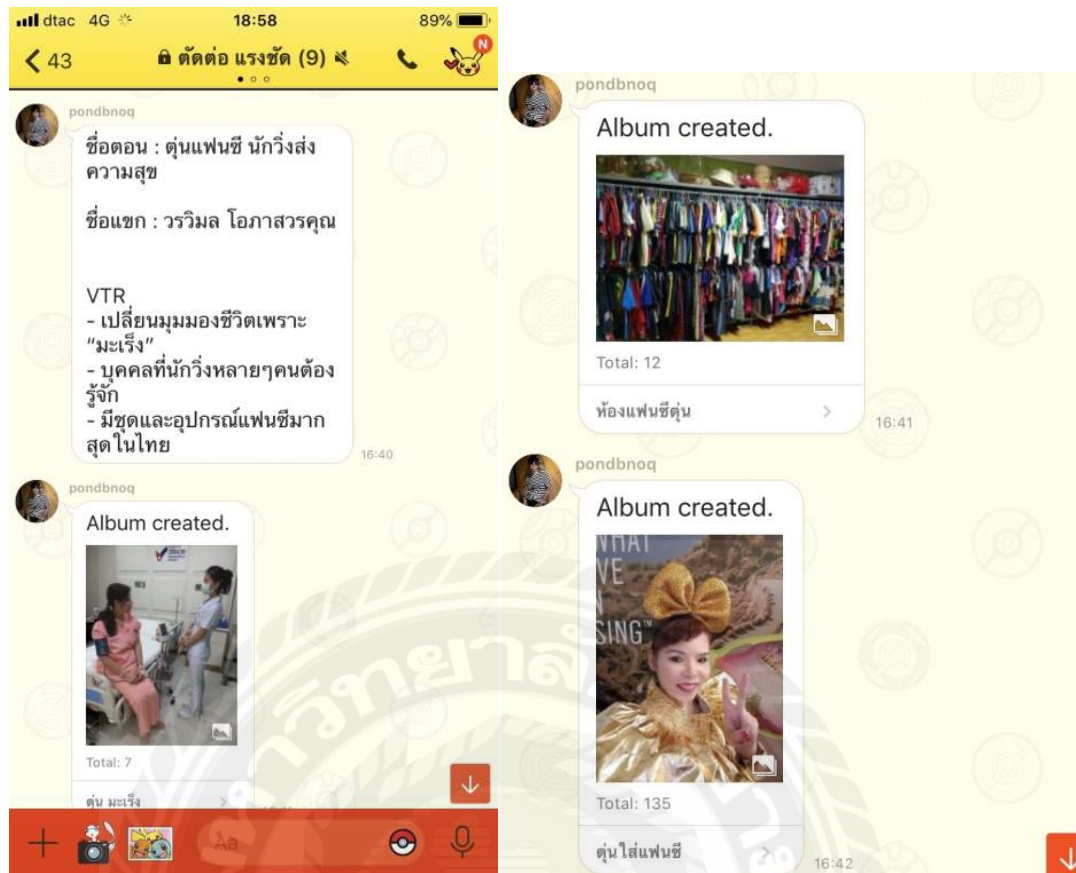 dtac 4G 18:58 89%
43 ตัดต่อ แรงชัด (9)
N
pondbnoq
ชื่อตอน : ตุ่นแฟนซี นักวิ่งส่ง
ความสุข
ชื่อแขก : วรวิมล โอภาสวรคุณ
VTR
- เปลี่ยนมุมมองชีวิตเพราะ
“มะเร็ง”
- บุคคลที่นักวิ่งหลายๆคนต้อง
รู้จัก
- มีชุดและอุปกรณ์แฟนซีมาก
สุดในไทย
16:40
pondbnoq
Album created.
Total: 7
ตุ่น มะเร็ง
Aa
pondbnoq
Album created.
Total: 12
ห้องแฟนซีตุ่น
16:41
pondbnoq
Album created.
WHAT
SING™
Total: 135
ตุ่นใส่แฟนซี
16:42